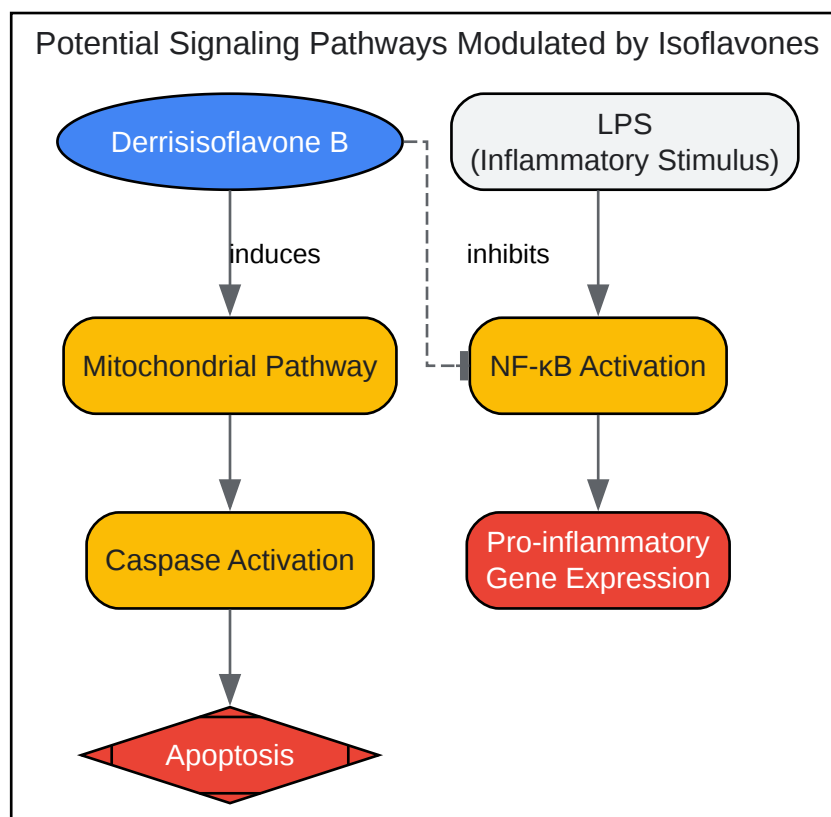 Potential Signaling Pathways Modulated by Isoflavones
Derrisisoflavone B
LPS
(Inflammatory Stimulus)
induces
inhibits
Mitochondrial Pathway
NF-κB Activation
Caspase Activation
Pro-inflammatory
Gene Expression
Apoptosis